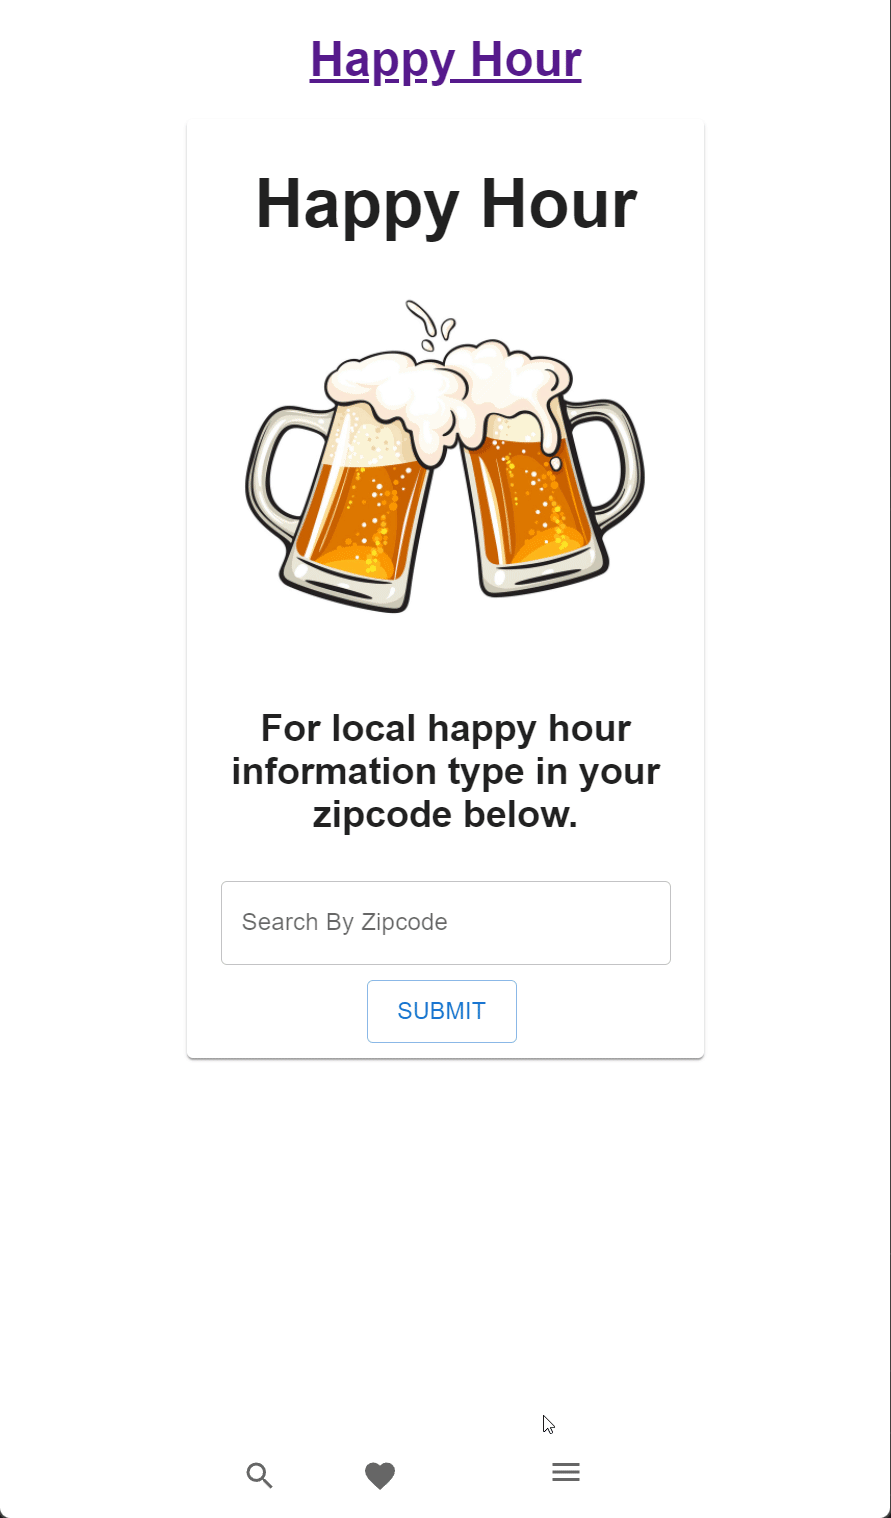 Happy Hour
Happy Hour
For local happy hour
information type in your
zipcode below.
Search By Zipcode
SUBMIT